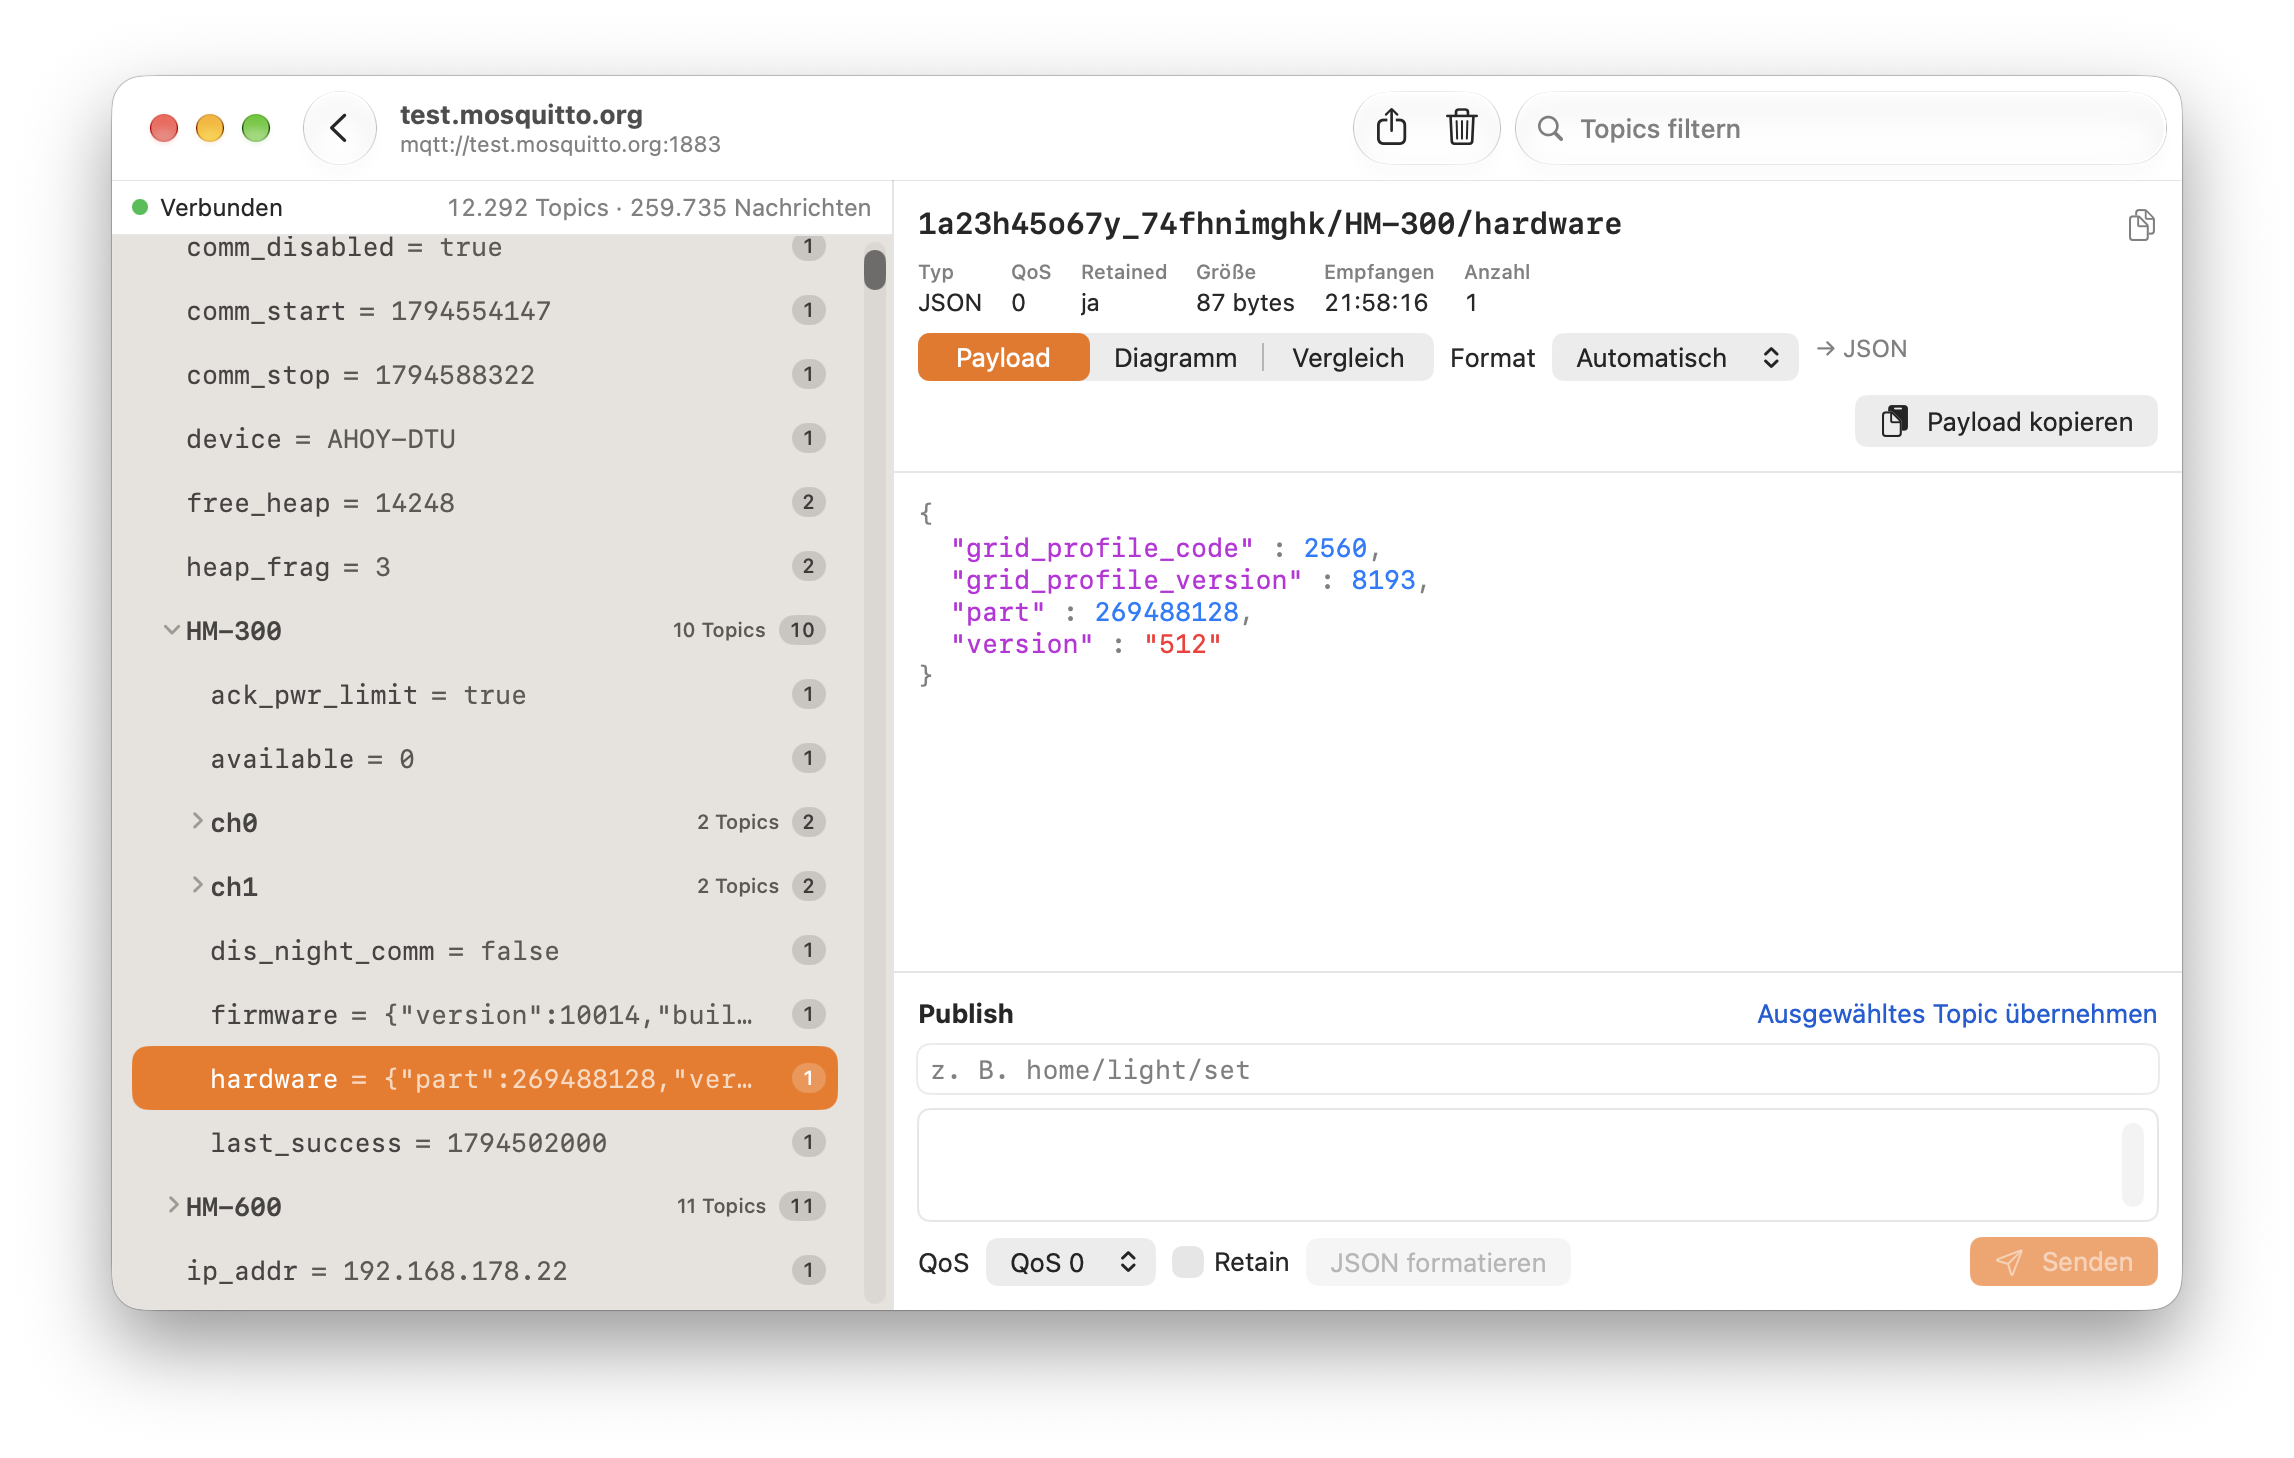 test.mosquitto.org
mqtt://test.mosquitto.org:1883
Topics filtern
Verbunden
12.292 Topics · 259.735 Nachrichten
comm_disabled = true 1
comm_start = 1794554147 1
comm_stop = 1794588322 1
device = AHOY-DTU 1
free_heap = 14248 2
heap_frag = 3 2
HM-300 10 Topics 10
ack_pwr_limit = true 1
available = 0 1
ch0 2 Topics 2
ch1 2 Topics 2
dis_night_comm = false 1
firmware = {"version":10014,"buil… 1
hardware = {"part":269488128,"ver… 1
last_success = 1794502000 1
HM-600 11 Topics 11
ip_addr = 192.168.178.22 1
1a23h45o67y_74fhnimghk/HM-300/hardware
Typ QoS Retained Größe Empfangen Anzahl
JSON 0 ja 87 bytes 21:58:16 1
Payload Diagramm Vergleich Format Automatisch → JSON
Payload kopieren
{
"grid_profile_code" : 2560,
"grid_profile_version" : 8193,
"part" : 269488128,
"version" : "512"
}
Publish
Ausgewähltes Topic übernehmen
z. B. home/light/set
QoS QoS 0 Retain JSON formatieren Senden